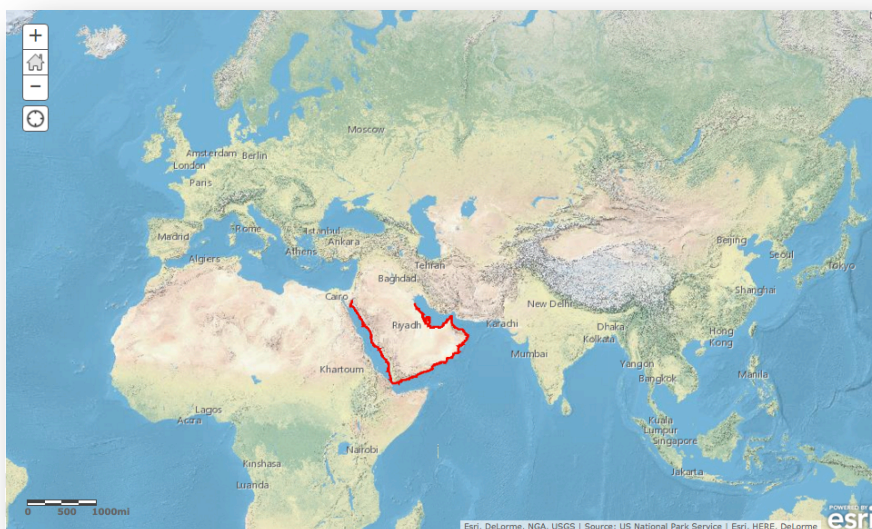 +
−
Moscow
Amsterdam
Berlin
London
Paris
Madrid
Rome
Istanbul
Ankara
Athens
Algiers
Tehran
Baghdad
Cairo
Riyadh
Karachi
New Delhi
Dhaka
Kolkata
Mumbai
Khartoum
Lagos
Accra
Nairobi
Kinshasa
Luanda
Beijing
Seoul
Tokyo
Shanghai
Hong
Kong
Yangon
Bangkok
Manila
Kuala
Lumpur
Singapore
Jakarta
0 500 1000mi
Esri, DeLorme, NGA, USGS | Source: US National Park Service | Esri, HERE, DeLorme
POWERED BY
esri